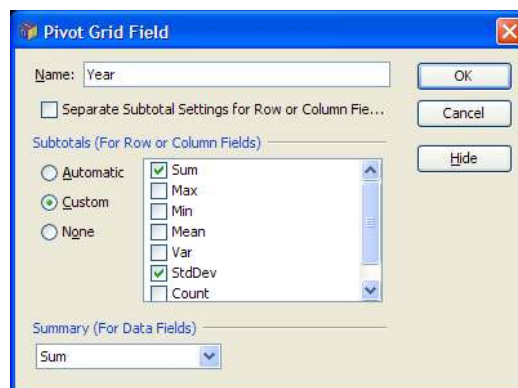 Pivot Grid Field
Name: Year
OK
Separate Subtotal Settings for Row or Column Fie...
Cancel
Subtotals (For Row or Column Fields)
Hide
Automatic
Sum
Max
Custom
Min
Mean
None
Var
StdDev
Count
Summary (For Data Fields)
Sum